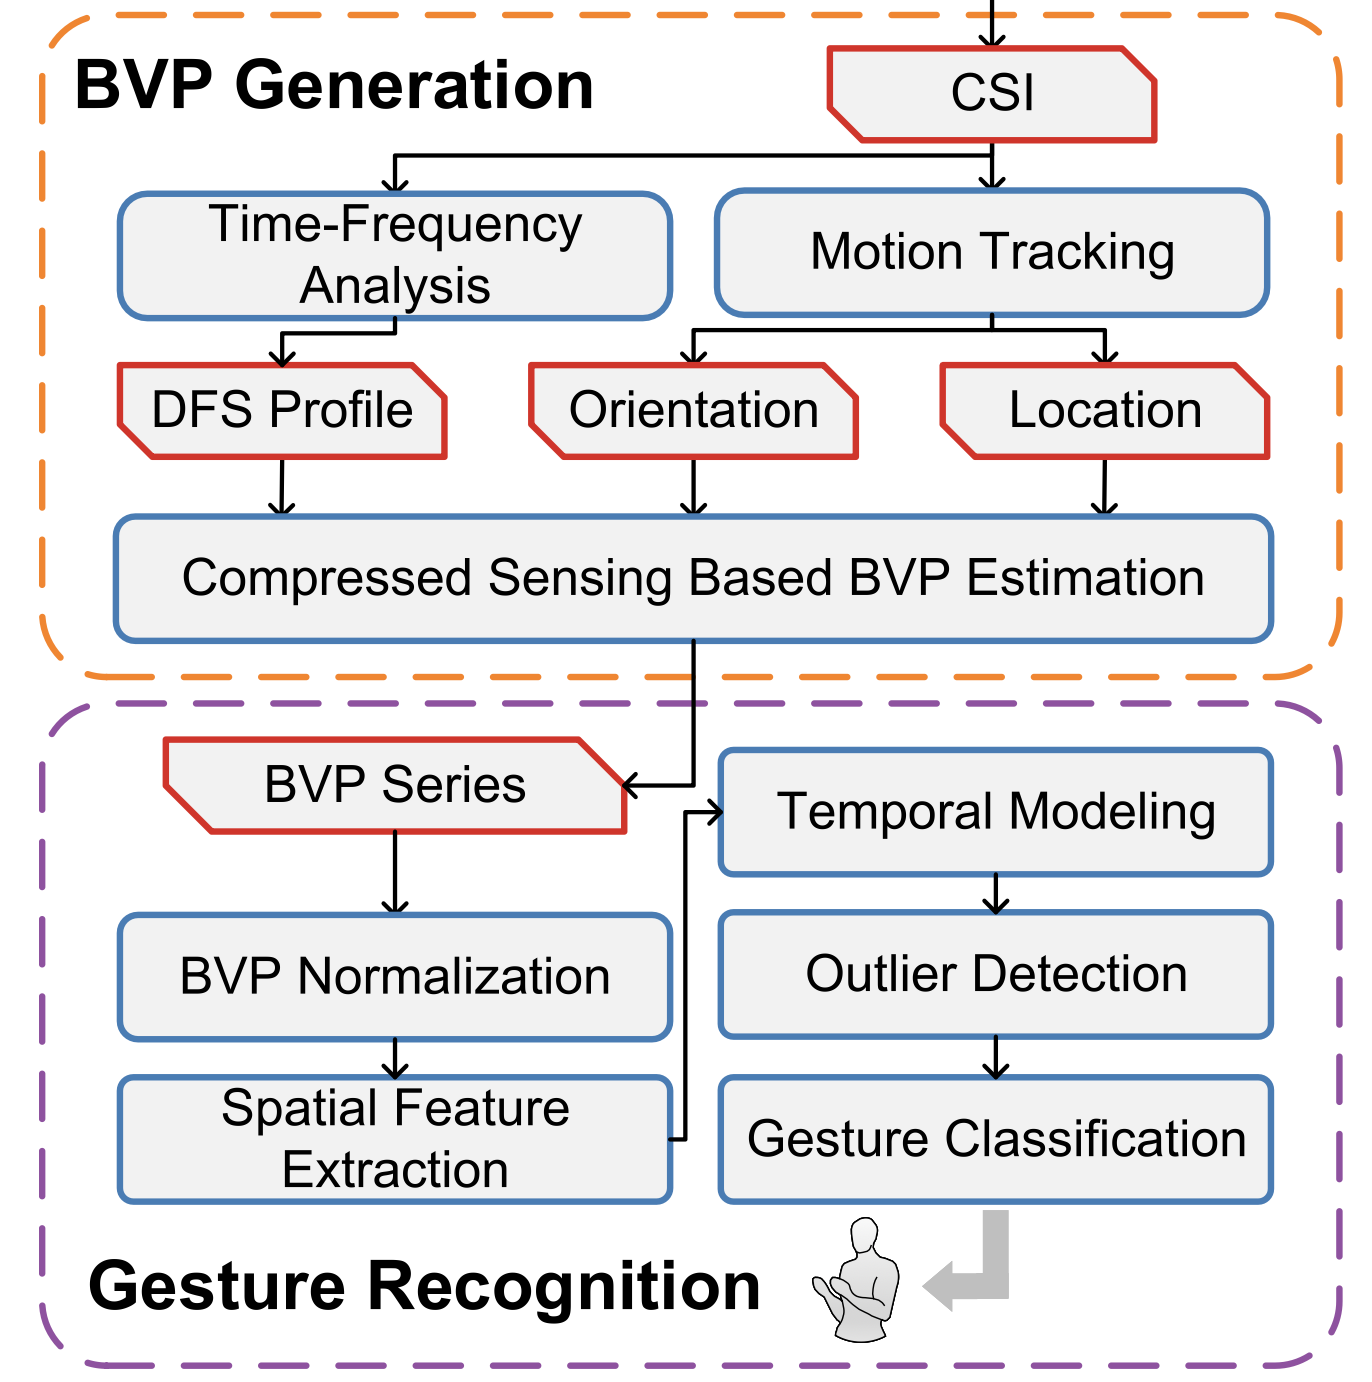 BVP Generation
CSI
Time-Frequency
Analysis
Motion Tracking
DFS Profile
Orientation
Location
Compressed Sensing Based BVP Estimation
BVP Series
BVP Normalization
Spatial Feature
Extraction
Temporal Modeling
Outlier Detection
Gesture Classification
Gesture Recognition